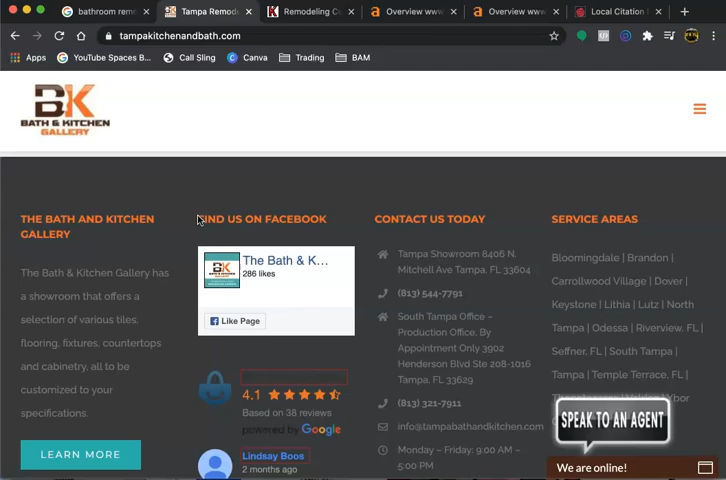 bathroom remo
Tampa Remod
Remodeling Co
Overview www
Overview www
Local Citation
tampakitchenandbath.com
Apps
YouTube Spaces B...
Call Sling
Canva
Trading
BAM
BK
BATH & KITCHEN
GALLERY
THE BATH AND KITCHEN
GALLERY
The Bath & Kitchen Gallery has
a showroom that offers a
selection of various tiles,
flooring, fixtures, countertops
and cabinetry, all to be
customized to your
specifications.
LEARN MORE
FIND US ON FACEBOOK
The Bath & K...
286 likes
Like Page
4.1
Based on 38 reviews
powered by Google
Lindsay Boos
2 months ago
CONTACT US TODAY
Tampa Showroom 8406 N.
Mitchell Ave Tampa, FL 33604
(813) 544-7791
South Tampa Office –
Production Office. By
Appointment Only 3902
Henderson Blvd Ste 208-1016
Tampa, FL 33629
(813) 321-7911
info@tampabathandkitchen.com
Monday – Friday: 9.00 AM –
5:00 PM
SERVICE AREAS
Bloomingdale | Brandon |
Carrollwood Village | Dover |
Keystone | Lithia | Lutz | North
Tampa | Odessa | Riverview, FL |
Seffner, FL | South Tampa |
Tampa | Temple Terrace, FL |
SPEAK TO AN AGENT
We are online!